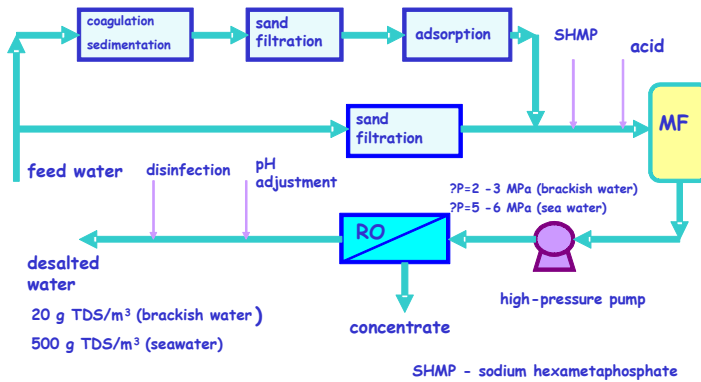 coagulation
sedimentation
sand
filtration
adsorption
SHMP
acid
sand
filtration
MF
feed water
disinfection
pH
adjustment
?P=2 -3 MPa (brackish water)
?P=5 -6 MPa (sea water)
RO
desalted
water
high-pressure pump
20 g TDS/m³ (brackish water)
concentrate
500 g TDS/m³ (seawater)
SHMP - sodium hexametaphosphate